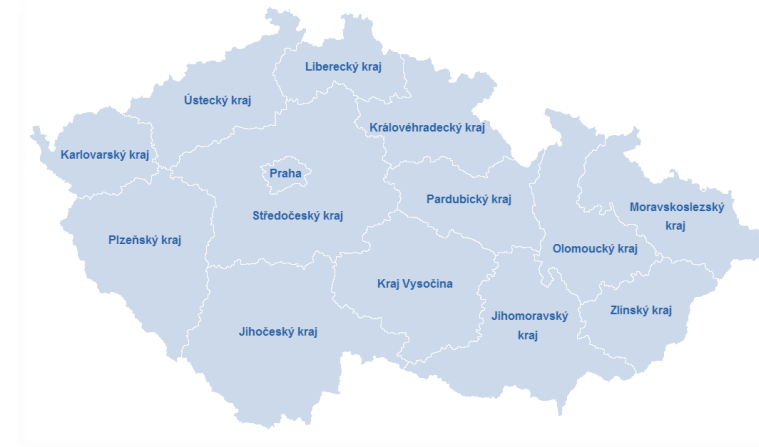 Liberecký kraj
Ústecký kraj
Královéhradecký kraj
Karlovarský kraj
Praha
Pardubický kraj
Moravskoslezský
kraj
Středočeský kraj
Plzeňský kraj
Olomoucký kraj
Kraj Vysočina
Zlínský kraj
Jihomoravský
kraj
Jihočeský kraj